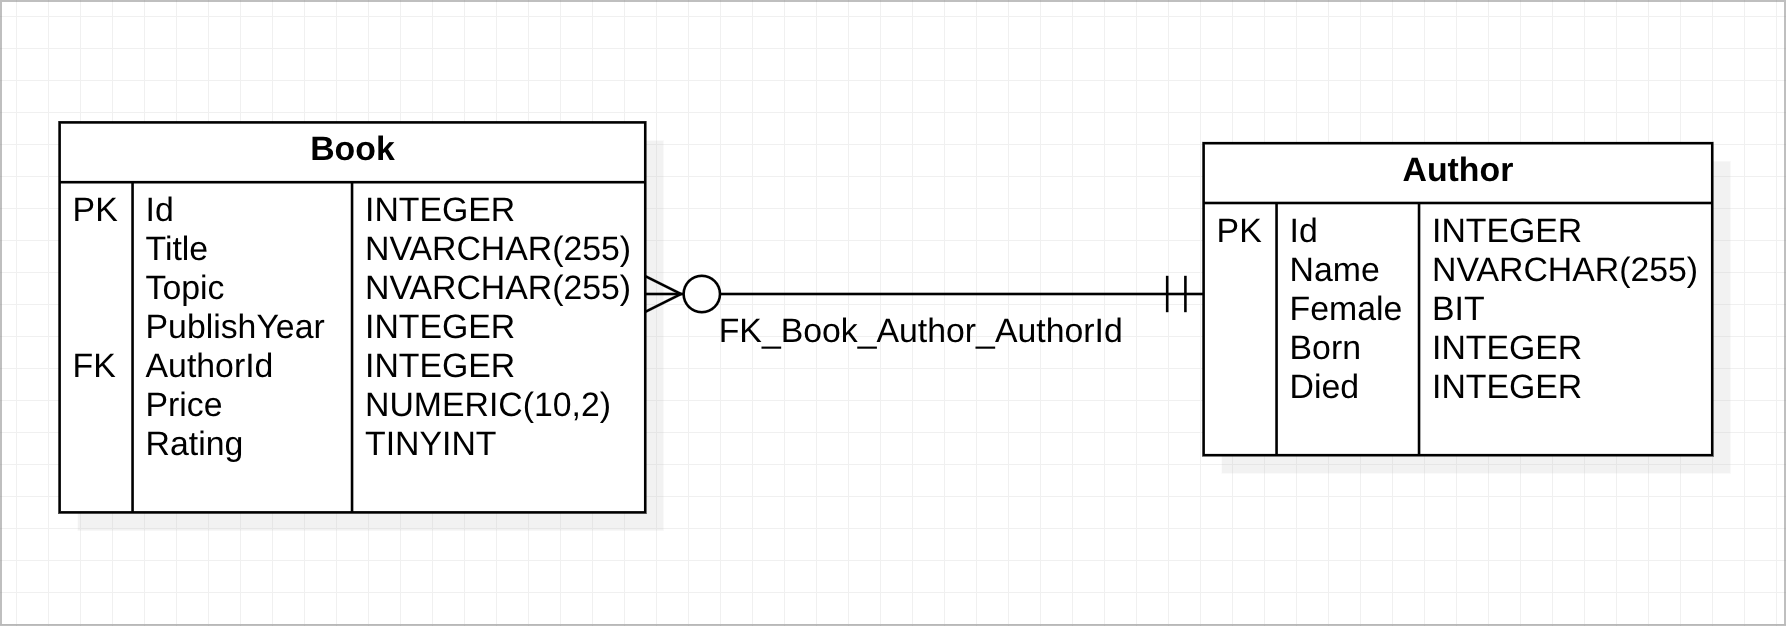 Book
PK Id INTEGER
Title NVARCHAR(255)
Topic NVARCHAR(255)
PublishYear INTEGER
FK AuthorId INTEGER
Price NUMERIC(10,2)
Rating TINYINT
FK_Book_Author_AuthorId
Author
PK Id INTEGER
Name NVARCHAR(255)
Female BIT
Born INTEGER
Died INTEGER